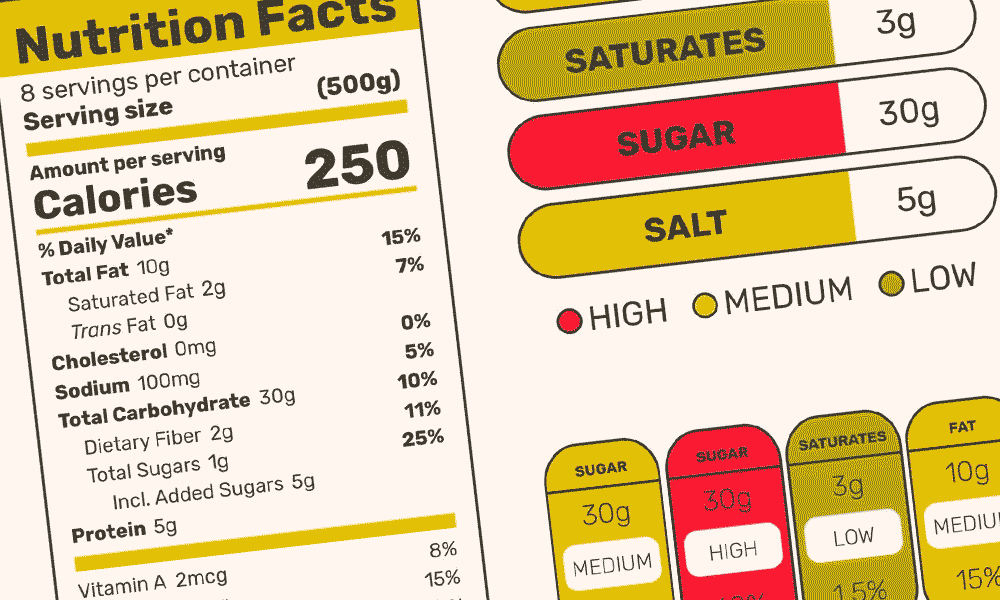 Nutrition Facts
8 servings per container
Serving size (500g)
Amount per serving
Calories 250
% Daily Value*
Total Fat 10g 15%
Saturated Fat 2g 7%
Trans Fat 0g
Cholesterol 0mg 0%
Sodium 100mg 5%
Total Carbohydrate 30g 10%
Dietary Fiber 2g 11%
Total Sugars 1g 25%
Incl. Added Sugars 5g
Protein 5g
8%
Vitamin A 2mcg 15%
SATURATES 3g
SUGAR 30g
SALT 5g
HIGH MEDIUM LOW
SUGAR
30g
MEDIUM
SUGAR
30g
HIGH
SATURATES
3g
LOW
1.5%
FAT
10g
15%